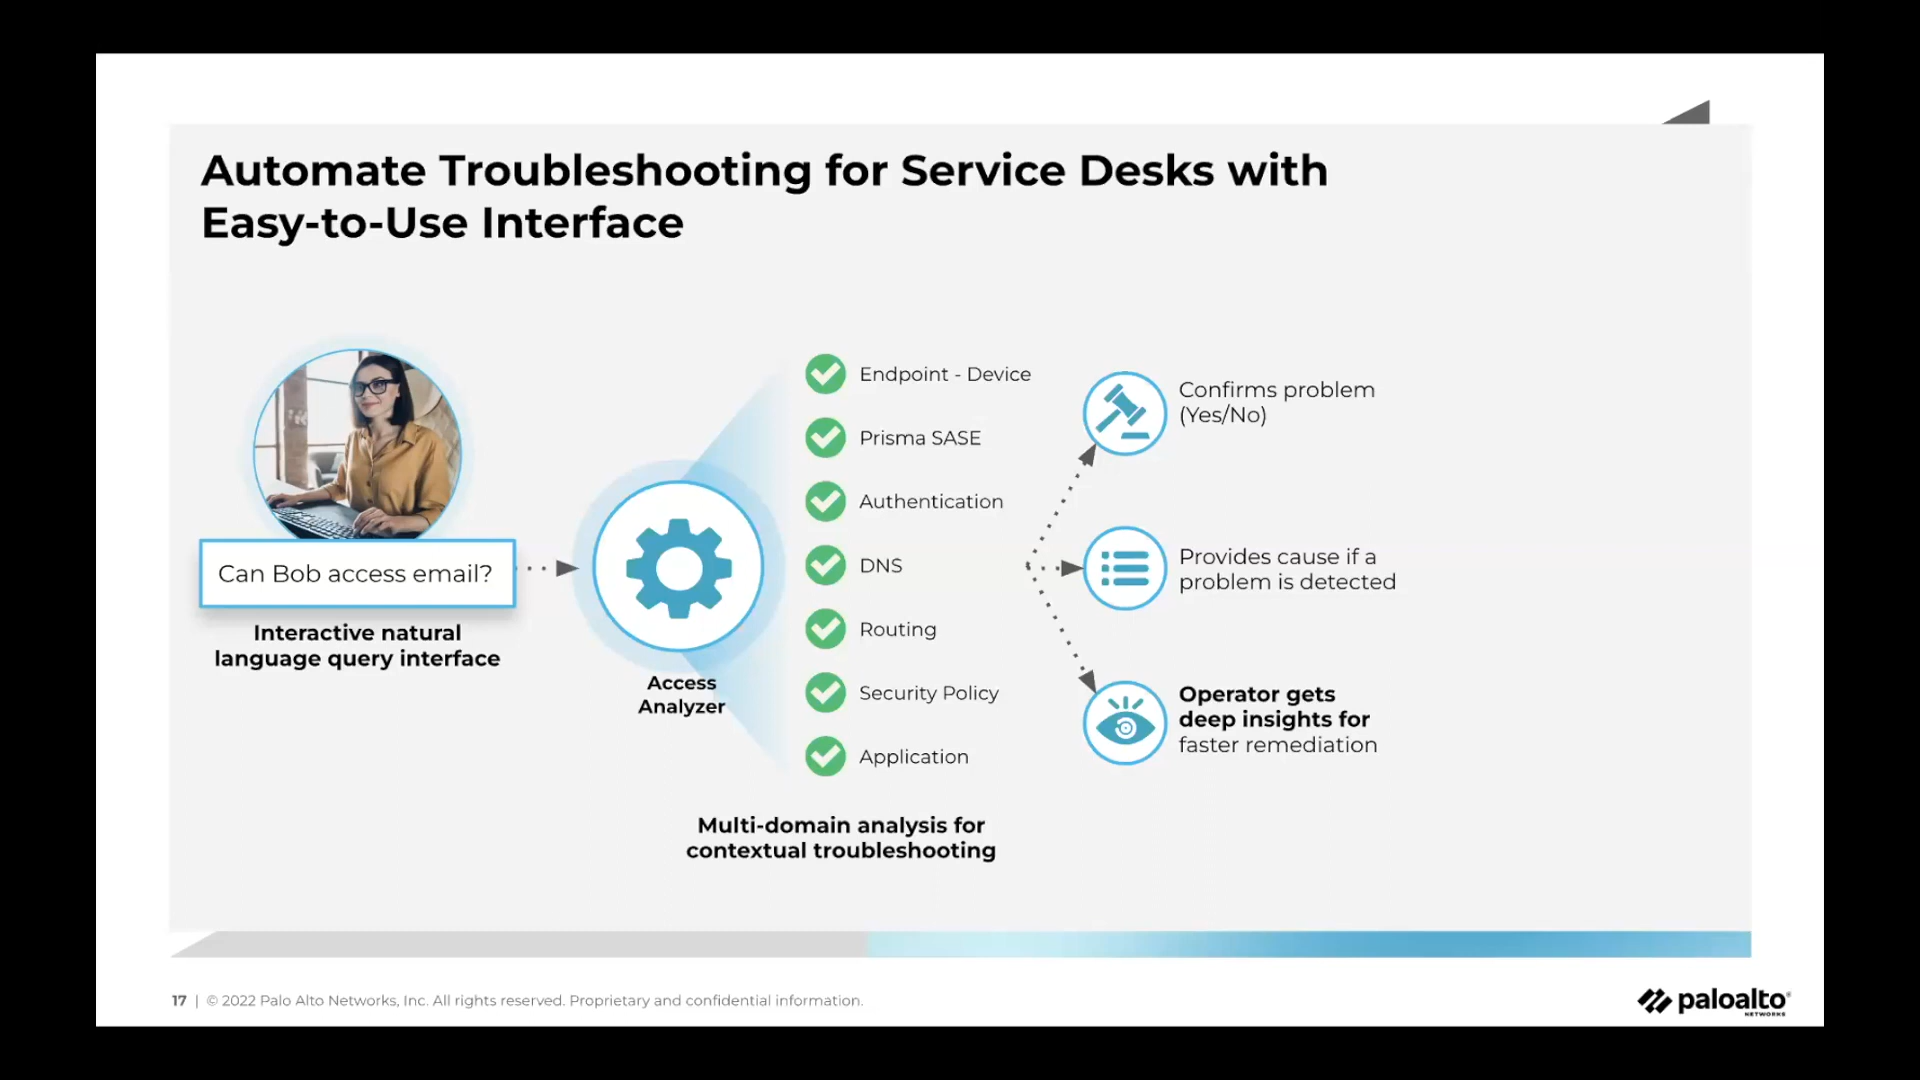 Automate Troubleshooting for Service Desks with
Easy-to-Use Interface
Can Bob access email?
Interactive natural
language query interface
Access
Analyzer
Endpoint - Device
Prisma SASE
Authentication
DNS
Routing
Security Policy
Application
Multi-domain analysis for
contextual troubleshooting
Confirms problem
(Yes/No)
Provides cause if a
problem is detected
Operator gets
deep insights for
faster remediation
17 | © 2022 Palo Alto Networks, Inc. All rights reserved. Proprietary and confidential information.
paloalto
NETWORKS